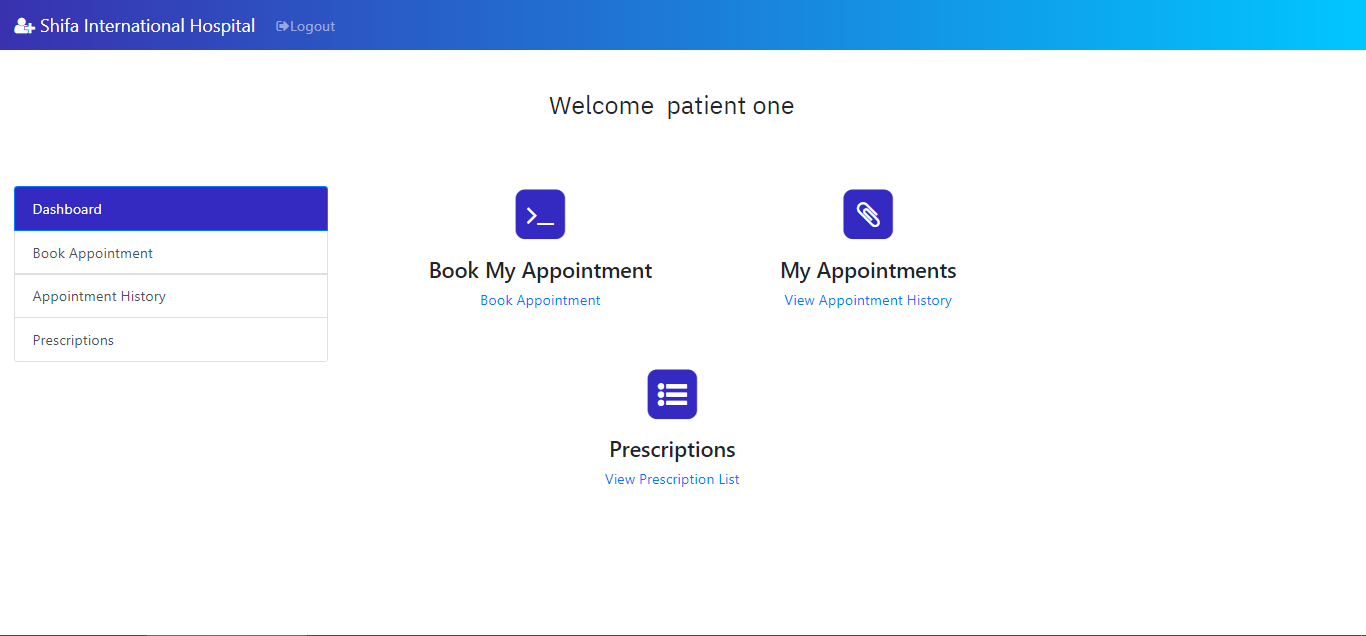 Shifa International Hospital Logout
Welcome patient one
Dashboard
Book Appointment
Appointment History
Prescriptions
Book My Appointment
Book Appointment
My Appointments
View Appointment History
Prescriptions
View Prescription List